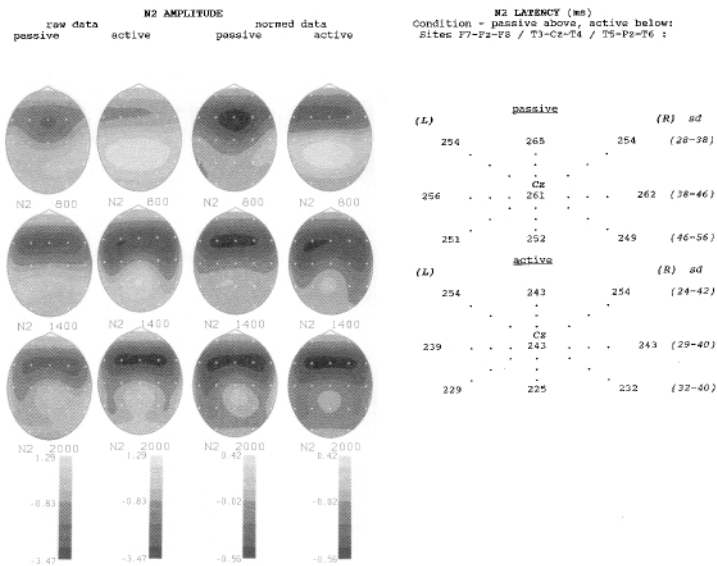 N2 AMPLITUDE
raw data normed data
passive active passive active
N2 800 N2 800 N2 800 N2 800
N2 1400 N2 1400 N2 1400 N2 1400
N2 2000 N2 2000 N2 2000 N2 2000
1.29 1.29 0.42 0.42
-0.83 -0.83 -0.02 -0.02
-3.47 -3.47 -0.56 -0.56
N2 LATENCY (ms)
Condition - passive above, active below:
Sites F7-Fz-F8 / T3-Cz-T4 / T5-Pz-T6 :
passive
(L) (R) sd
254 265 254 (28-38)
Cz
256 261 262 (38-46)
251 252 249 (46-56)
active
(L) (R) sd
254 243 254 (24-42)
Cz
239 243 243 (29-40)
229 225 232 (32-40)